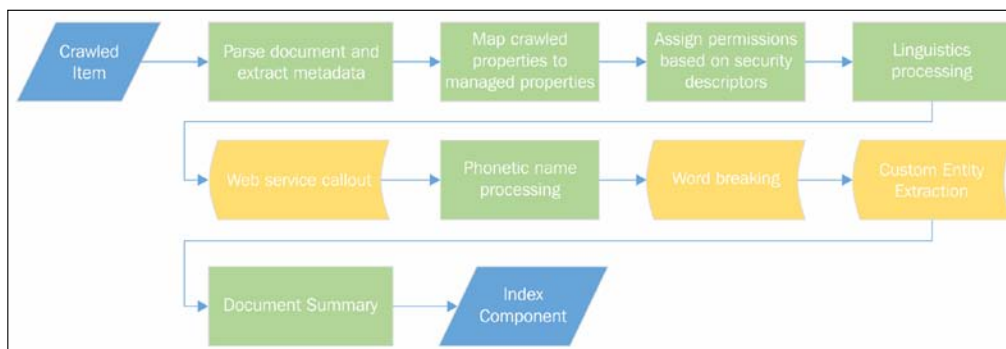 Crawled
Item
Parse document and
extract metadata
Map crawled
properties to
managed properties
Assign permissions
based on security
descriptors
Linguistics
processing
Web service callout
Phonetic name
processing
Word breaking
Custom Entity
Extraction
Document Summary
Index
Component